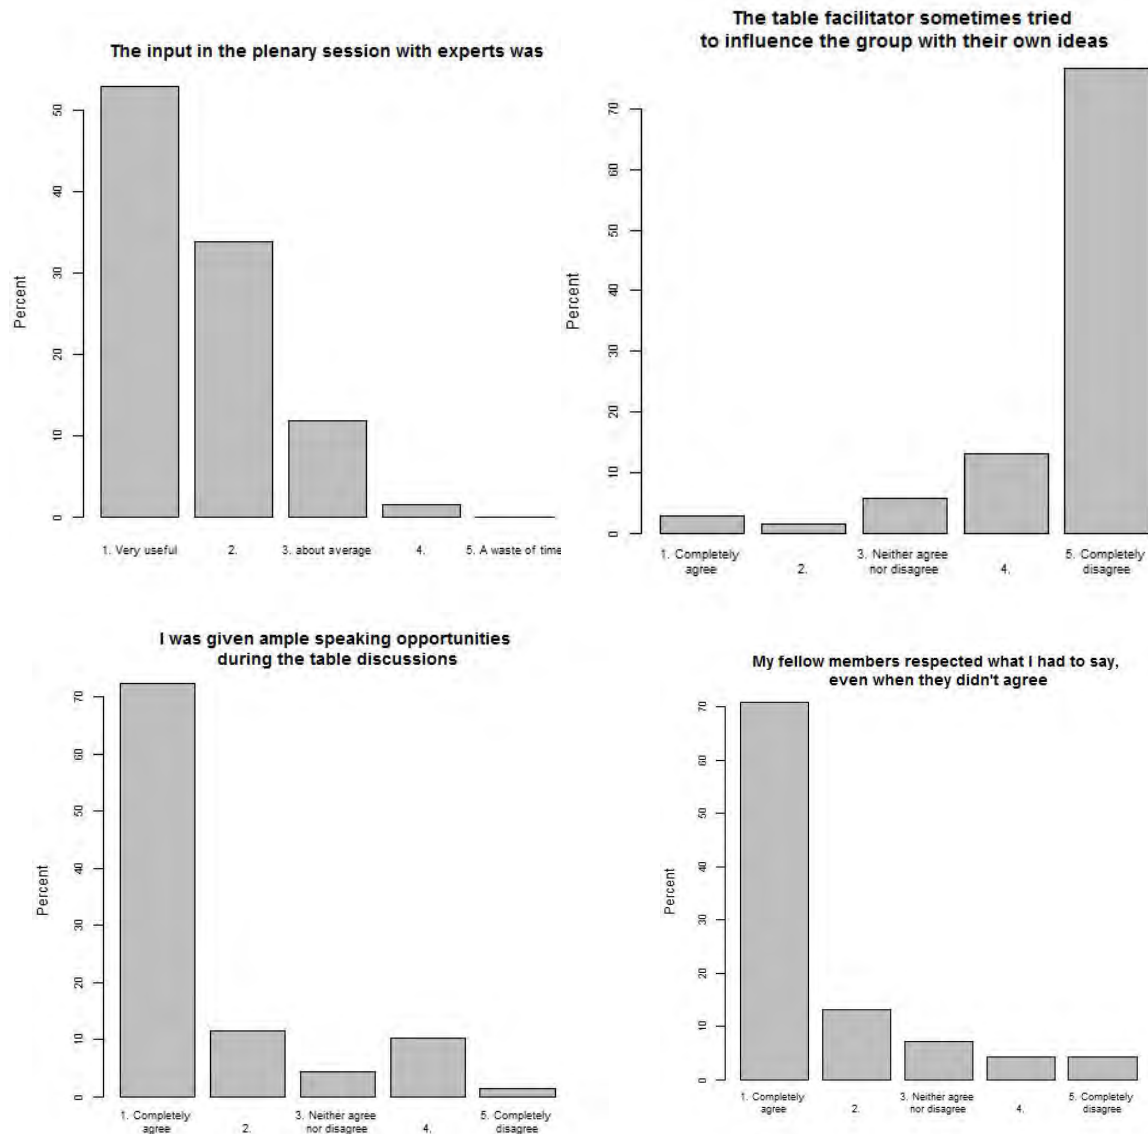 The input in the plenary session with experts was
Percent
50
40
30
20
10
0
1. Very useful
2.
3. about average
4.
5. A waste of time
The table facilitator sometimes tried
to influence the group with their own ideas
Percent
70
60
50
40
30
20
10
0
1. Completely
agree
2.
3. Neither agree
nor disagree
4.
5. Completely
disagree
I was given ample speaking opportunities
during the table discussions
Percent
70
60
50
40
30
20
10
0
1. Completely
agree
2.
3. Neither agree
nor disagree
4.
5. Completely
disagree
My fellow members respected what I had to say,
even when they didn't agree
Percent
70
60
50
40
30
20
10
0
1. Completely
agree
2.
3. Neither agree
nor disagree
4.
5. Completely
disagree